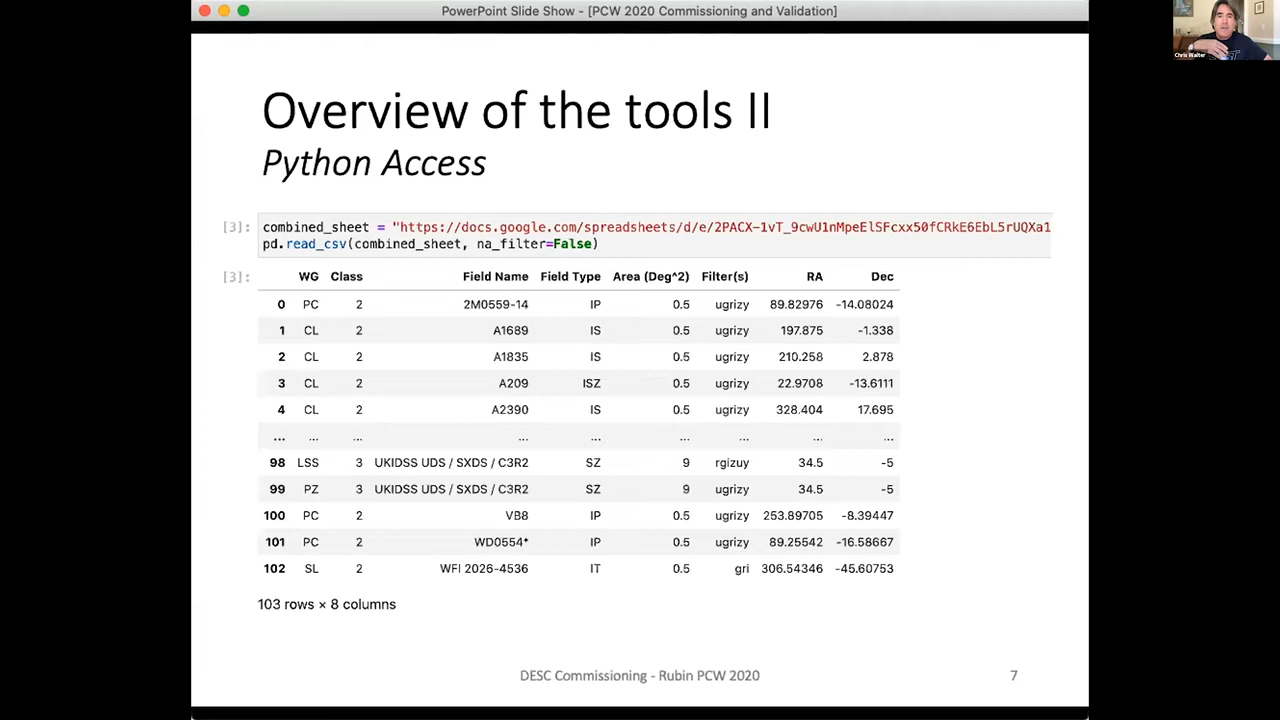 PowerPoint Slide Show - [PCW 2020 Commissioning and Validation]
Chris Walter
Overview of the tools II
Python Access
[3]: combined_sheet = "https://docs.google.com/spreadsheets/d/e/2PACX-1vT_9cwU1nMpeElSFcxx50fCRkE6EbL5rUQXa1
pd.read_csv(combined_sheet, na_filter=False)
[3]: WG Class Field Name Field Type Area (Deg^2) Filter(s) RA Dec
0 PC 2 2M0559-14 IP 0.5 ugrizy 89.82976 -14.08024
1 CL 2 A1689 IS 0.5 ugrizy 197.875 -1.338
2 CL 2 A1835 IS 0.5 ugrizy 210.258 2.878
3 CL 2 A209 ISZ 0.5 ugrizy 22.9708 -13.6111
4 CL 2 A2390 IS 0.5 ugrizy 328.404 17.695
... ... ... ... ... ... ... ... ...
98 LSS 3 UKIDSS UDS / SXDS / C3R2 SZ 9 rgizuy 34.5 -5
99 PZ 3 UKIDSS UDS / SXDS / C3R2 SZ 9 ugrizy 34.5 -5
100 PC 2 VB8 IP 0.5 ugrizy 253.89705 -8.39447
101 PC 2 WD0554* IP 0.5 ugrizy 89.25542 -16.58667
102 SL 2 WFI 2026-4536 IT 0.5 gri 306.54346 -45.60753
103 rows × 8 columns
DESC Commissioning - Rubin PCW 2020
7